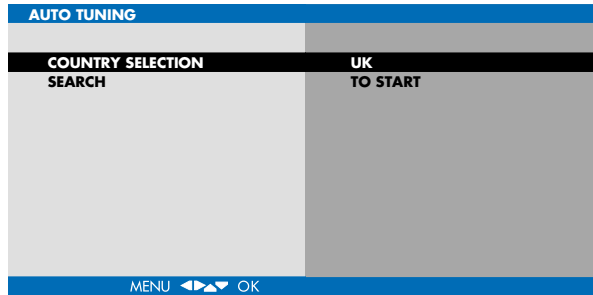 AUTO TUNING
COUNTRY SELECTION UK
SEARCH TO START
MENU ◀▶▲▼ OK